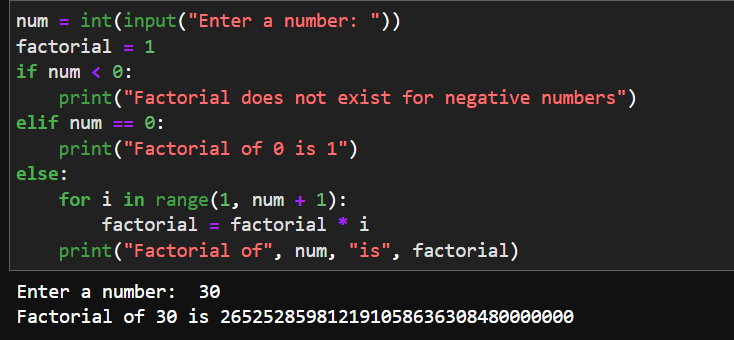 num = int(input("Enter a number: "))
factorial = 1
if num < 0:
    print("Factorial does not exist for negative numbers")
elif num == 0:
    print("Factorial of 0 is 1")
else:
    for i in range(1, num + 1):
        factorial = factorial * i
    print("Factorial of", num, "is", factorial)
Enter a number:  30
Factorial of 30 is 265252859812191058636308480000000